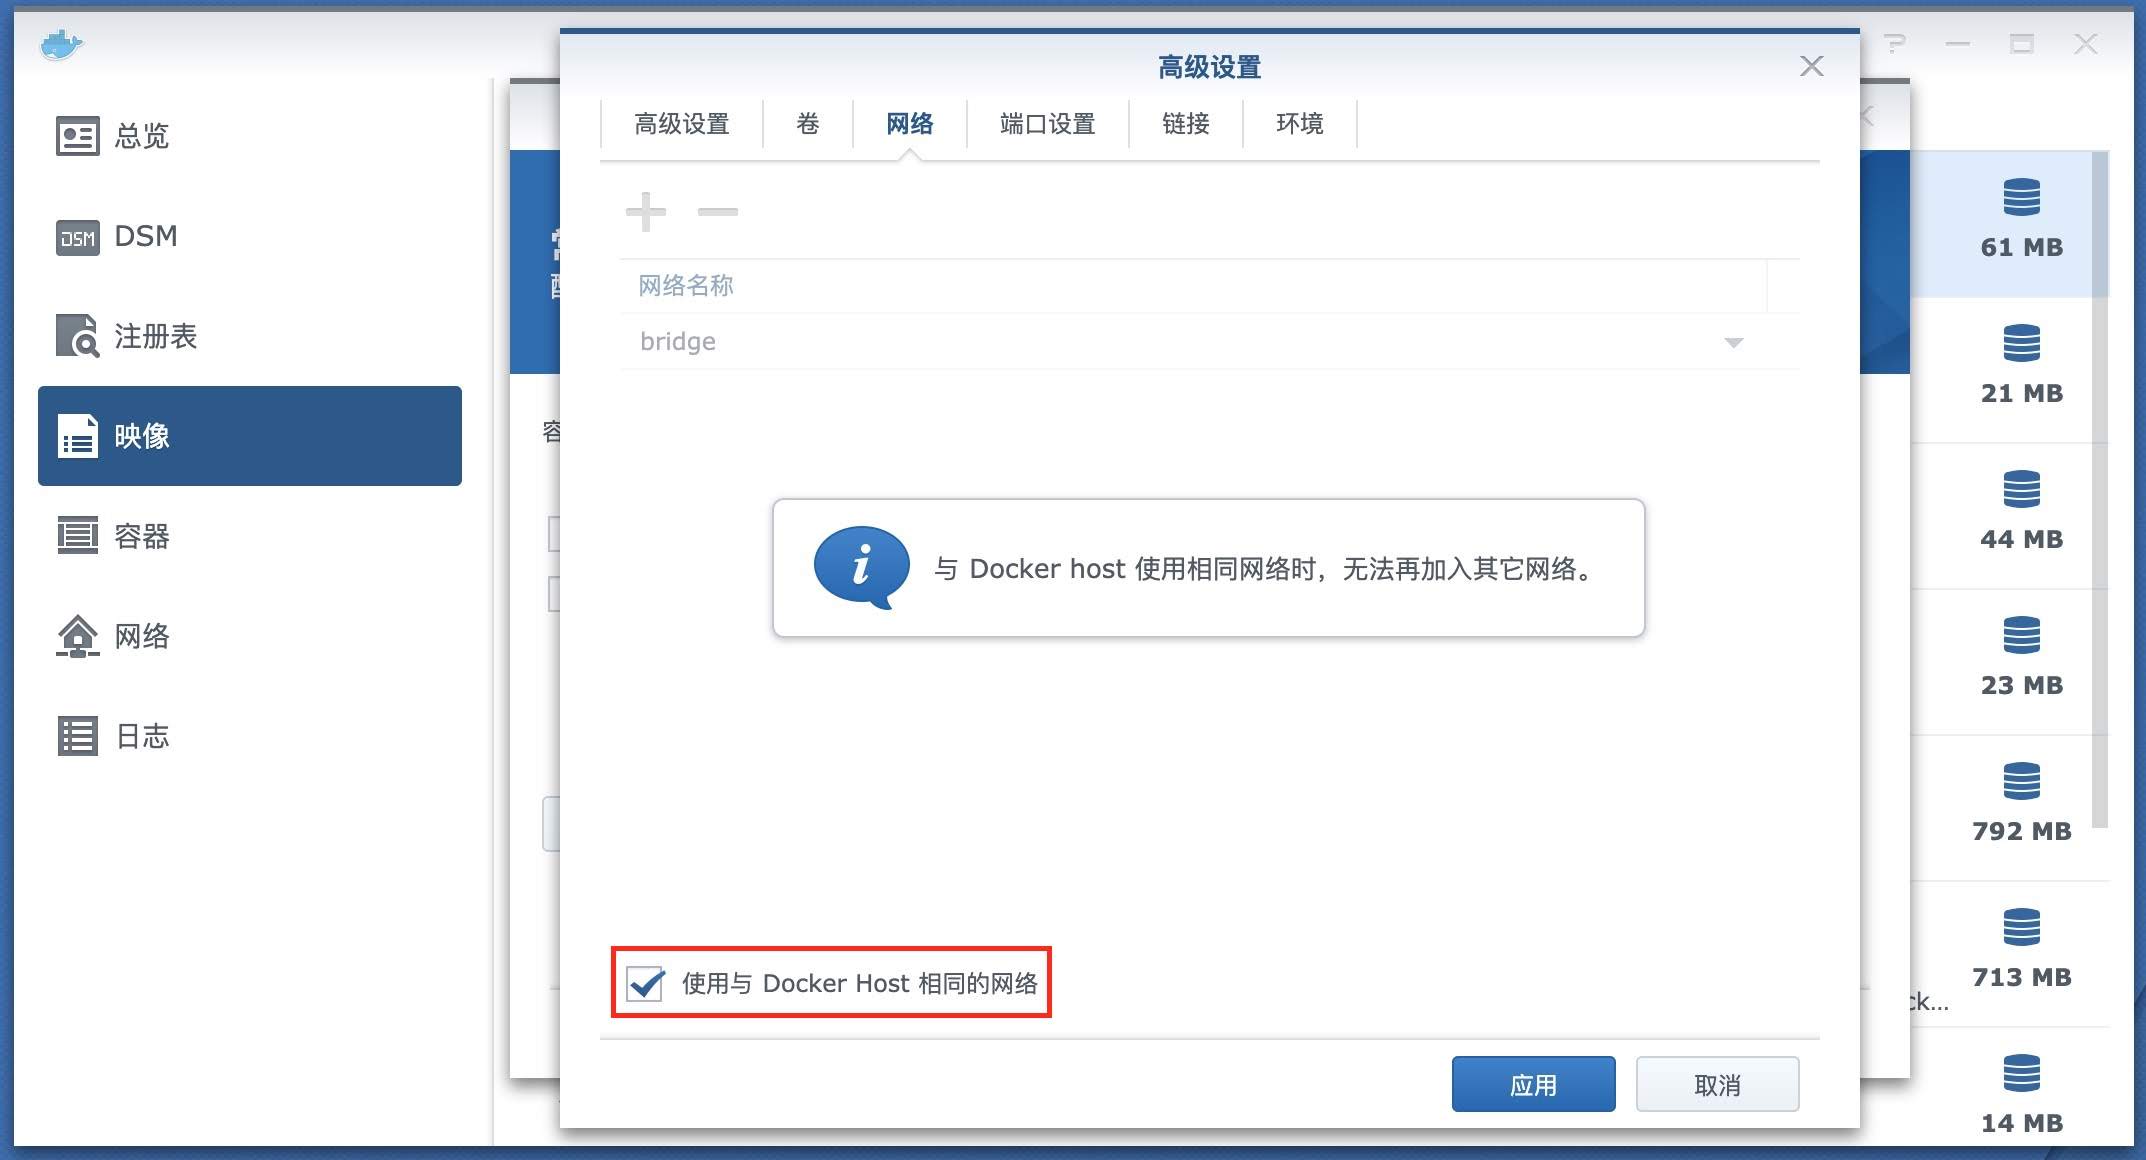 高级设置
高级设置
卷
网络
端口设置
链接
环境
总览
DSM
DSM
注册表
映像
容器
网络
日志
网络名称
bridge
与 Docker host 使用相同网络时，无法再加入其它网络。
使用与 Docker Host 相同的网络
应用
取消
61 MB
21 MB
44 MB
23 MB
792 MB
713 MB
ck...
14 MB